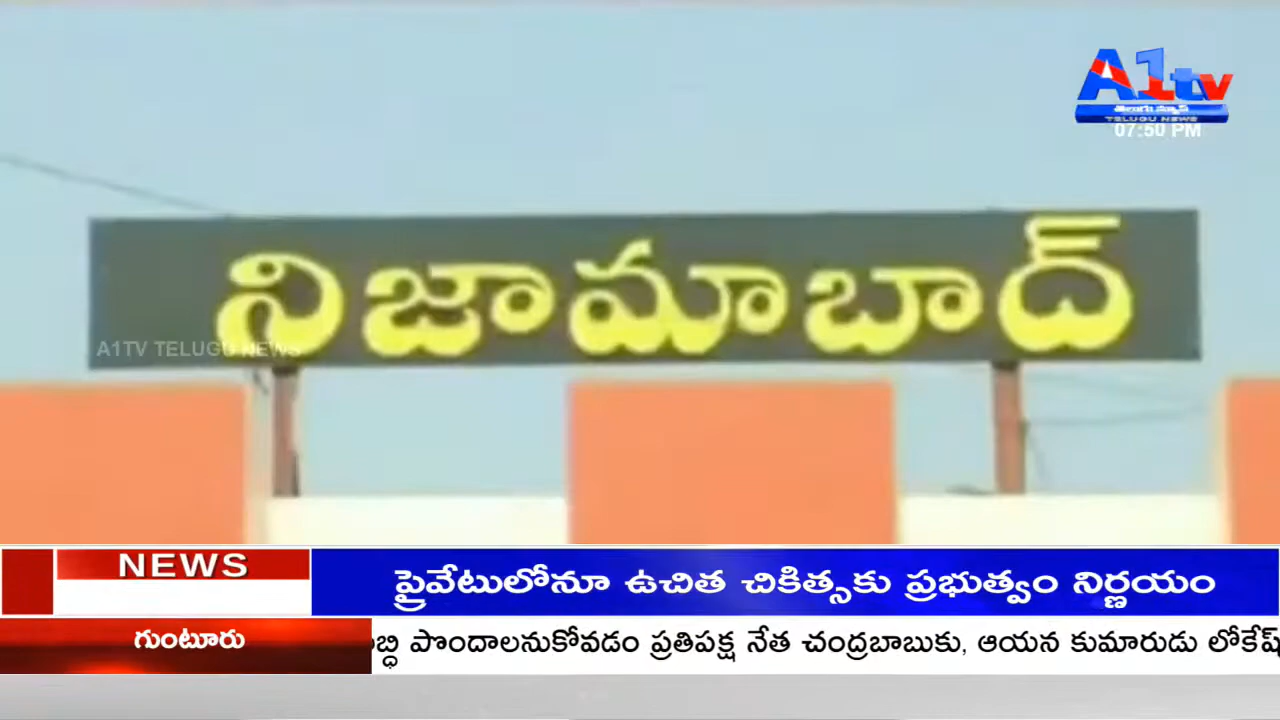 A1tv
తెలుగు న్యూస్
TELUGU NEWS
07:50 PM
నిజామాబాద్
A1TV TELUGU NEWS
NEWS
ప్రైవేటులోనూ ఉచిత చికిత్సకు ప్రభుత్వం నిర్ణయం
గుంటూరు
పొందాలనుకోవడం ప్రతిపక్ష నేత చంద్రబాబుకు, ఆయన కుమారుడు లోకేష్